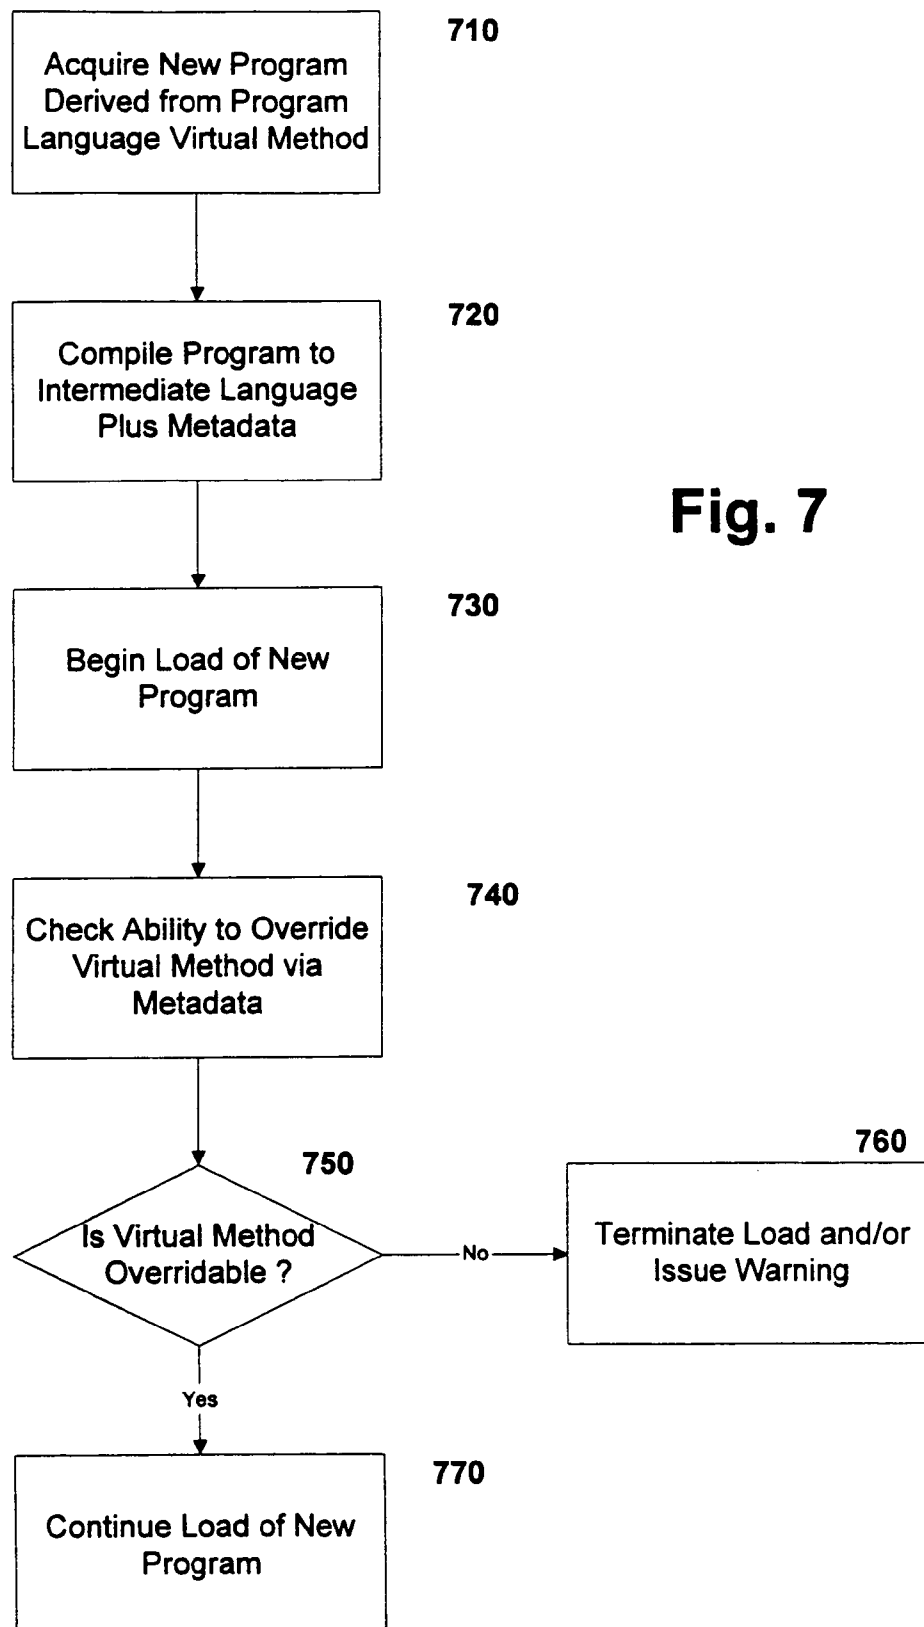 710
Acquire New Program
Derived from Program
Language Virtual Method
720
Compile Program to
Intermediate Language
Plus Metadata
Fig. 7
730
Begin Load of New
Program
740
Check Ability to Override
Virtual Method via
Metadata
750
760
Is Virtual Method
Overridable ?
No
Terminate Load and/or
Issue Warning
Yes
770
Continue Load of New
Program